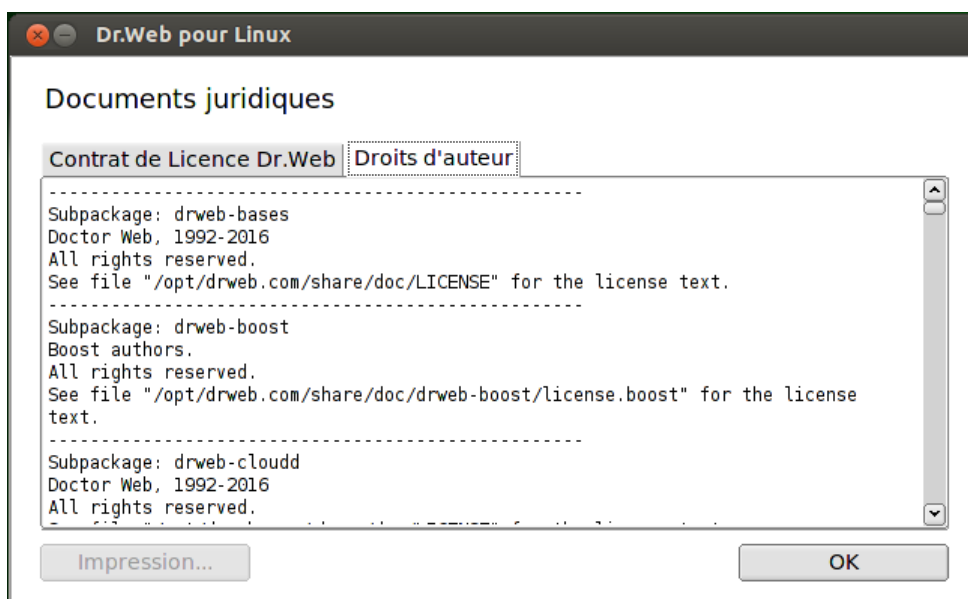 Dr.Web pour Linux
Documents juridiques
Contrat de Licence Dr.Web
Droits d'auteur
--------------------------------------------------
Subpackage: drweb-bases
Doctor Web, 1992-2016
All rights reserved.
See file "/opt/drweb.com/share/doc/LICENSE" for the license text.
--------------------------------------------------
Subpackage: drweb-boost
Boost authors.
All rights reserved.
See file "/opt/drweb.com/share/doc/drweb-boost/license.boost" for the license
text.
--------------------------------------------------
Subpackage: drweb-cloudd
Doctor Web, 1992-2016
All rights reserved.
Impression...
OK